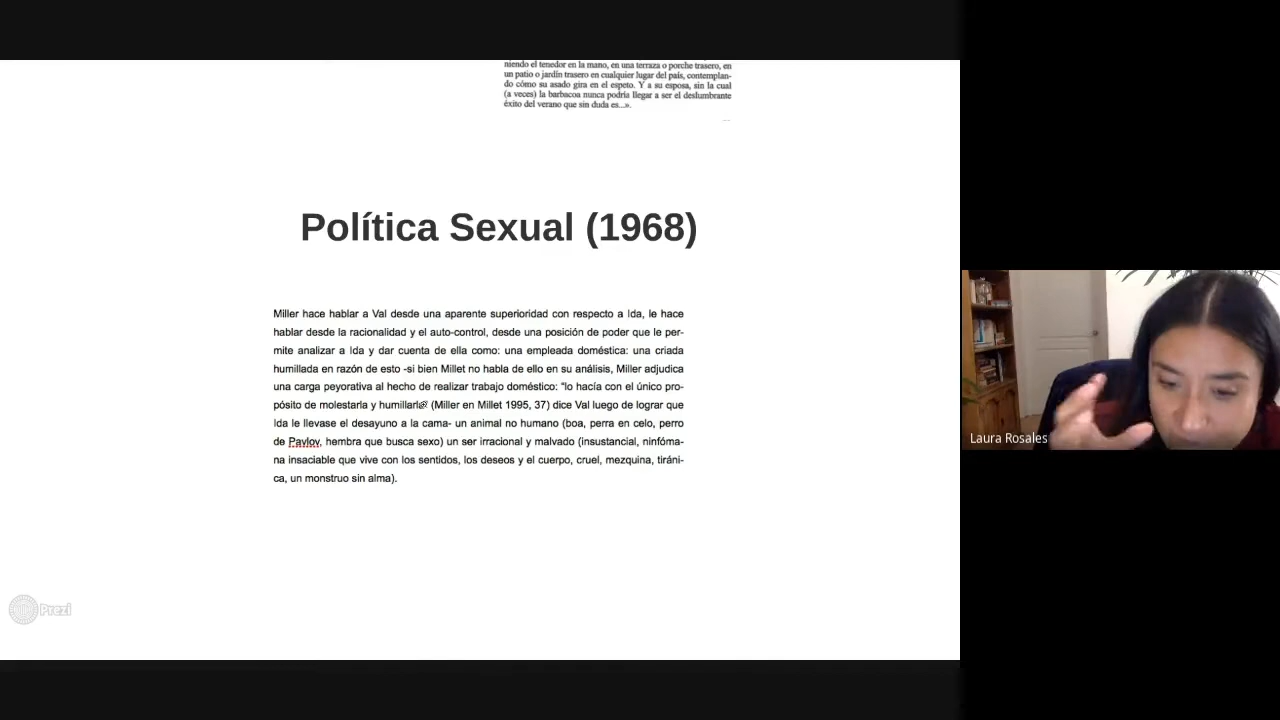 niendo el tenedor en la mano, en una terraza o porche trasero, en
un patio o jardín trasero en cualquier lugar del país, contemplan-
do cómo su asado gira en el espeto. Y a su esposa, sin la cual
(a veces) la barbacoa nunca podría llegar a ser el deslumbrante
éxito del verano que sin duda es...».
Política Sexual (1968)
Miller hace hablar a Val desde una aparente superioridad con respecto a Ida, le hace
hablar desde la racionalidad y el auto-control, desde una posición de poder que le per-
mite analizar a Ida y dar cuenta de ella como: una empleada doméstica: una criada
humillada en razón de esto -si bien Millet no habla de ello en su análisis, Miller adjudica
una carga peyorativa al hecho de realizar trabajo doméstico: “lo hacía con el único pro-
pósito de molestarla y humillarla” (Miller en Millet 1995, 37) dice Val luego de lograr que
Ida le llevase el desayuno a la cama- un animal no humano (boa, perra en celo, perro
de Pavlov, hembra que busca sexo) un ser irracional y malvado (insustancial, ninfóma-
na insaciable que vive con los sentidos, los deseos y el cuerpo, cruel, mezquina, tiráni-
ca, un monstruo sin alma).
Laura Rosales
Prezi